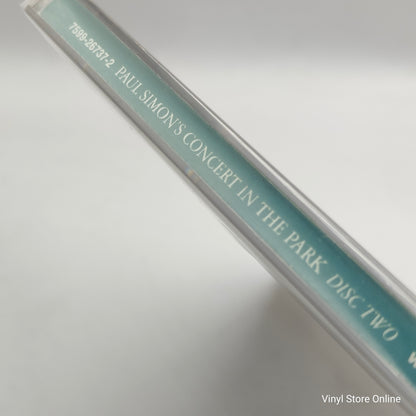 7599-26737-2 PAUL SIMON'S CONCERT IN THE PARK DISC TWO W
Vinyl Store Online